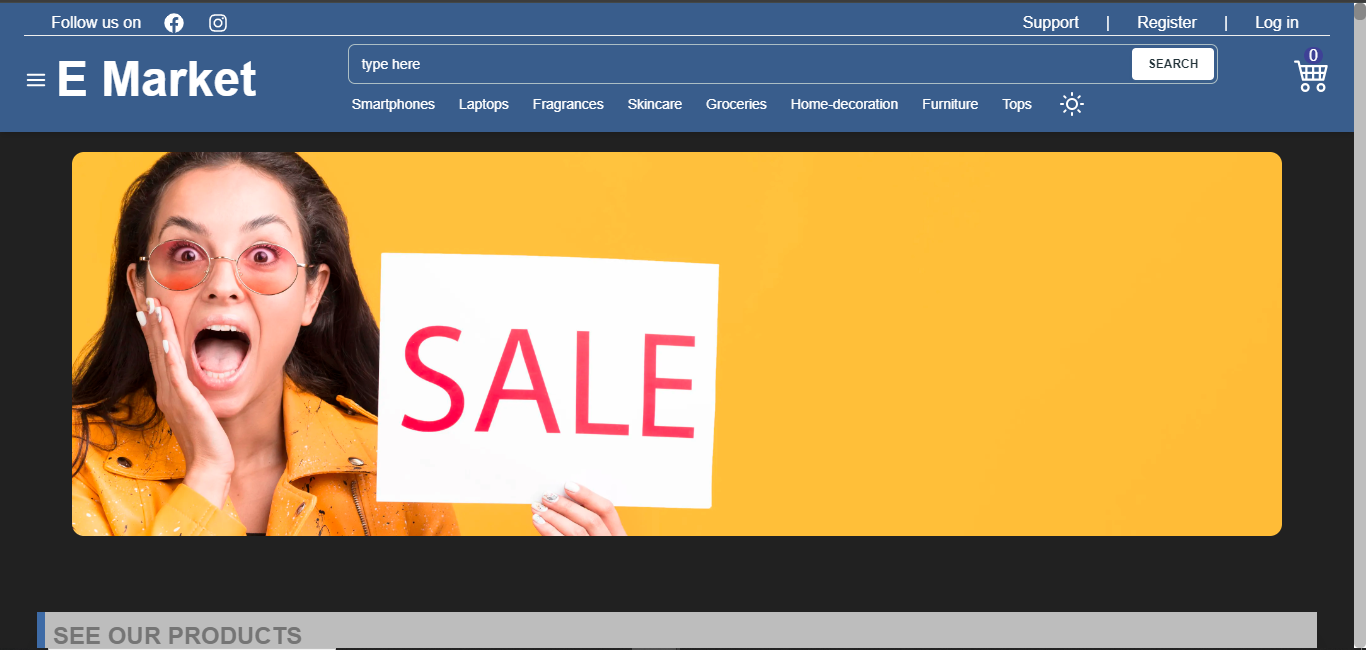 Follow us on
Support | Register | Log in
E Market
type here
SEARCH
0
Smartphones Laptops Fragrances Skincare Groceries Home-decoration Furniture Tops
SALE
SEE OUR PRODUCTS